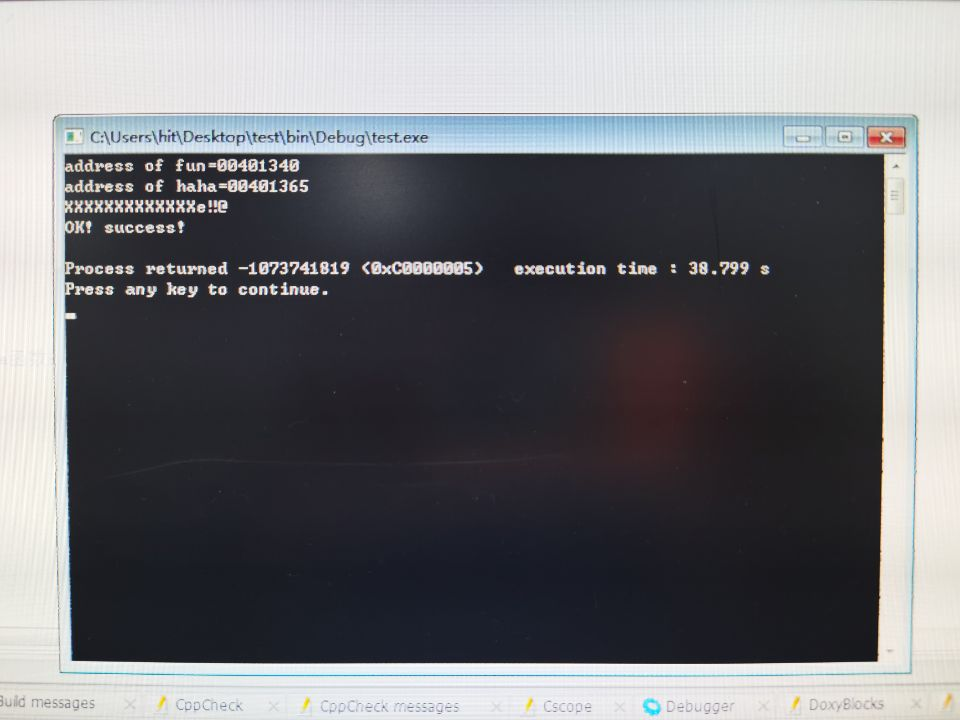 C:\Users\hit\Desktop\test\bin\Debug\test.exe
address of fun=00401340
address of haha=00401365
XXXXXXXXXXXXXe‼@
OK! success!
Process returned -1073741819 (0xC0000005)   execution time : 38.799 s
Press any key to continue.
Build messages CppCheck CppCheck messages Cscope Debugger DoxyBlocks